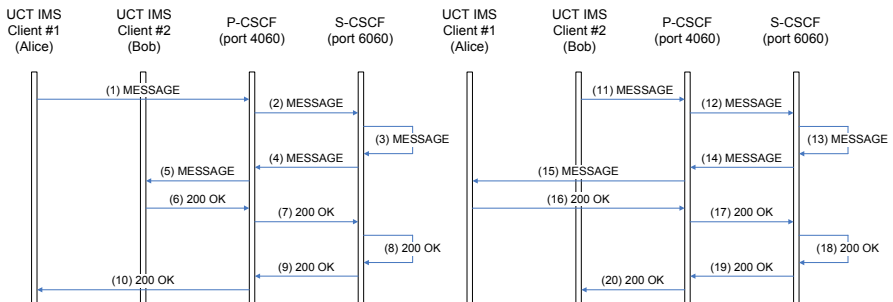 UCT IMS
Client #1
(Alice)
UCT IMS
Client #2
(Bob)
P-CSCF
(port 4060)
S-CSCF
(port 6060)
UCT IMS
Client #1
(Alice)
UCT IMS
Client #2
(Bob)
P-CSCF
(port 4060)
S-CSCF
(port 6060)
(1) MESSAGE
(2) MESSAGE
(3) MESSAGE
(4) MESSAGE
(5) MESSAGE
(6) 200 OK
(7) 200 OK
(8) 200 OK
(9) 200 OK
(10) 200 OK
(11) MESSAGE
(12) MESSAGE
(13) MESSAGE
(14) MESSAGE
(15) MESSAGE
(16) 200 OK
(17) 200 OK
(18) 200 OK
(19) 200 OK
(20) 200 OK